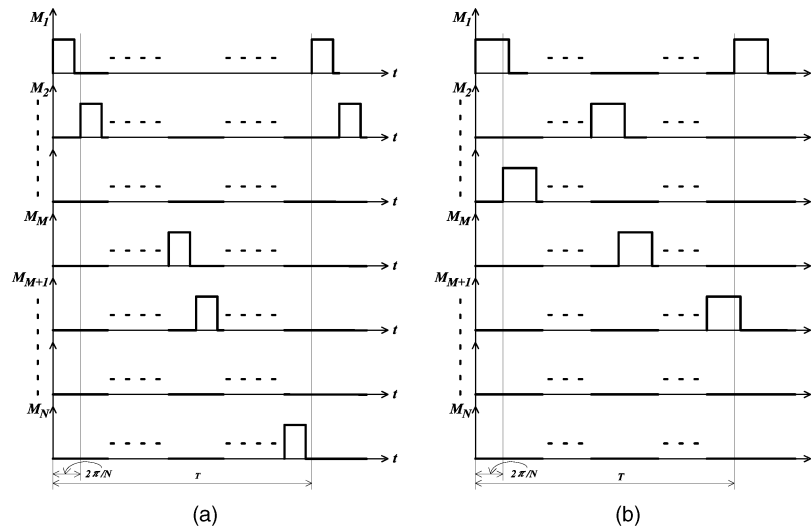 M1 M1
t
M2 M2
t
t
MM MM
t
MM+1 MM+1
t
t
MN MN
t
2π/N 2π/N
T T
(a) (b)